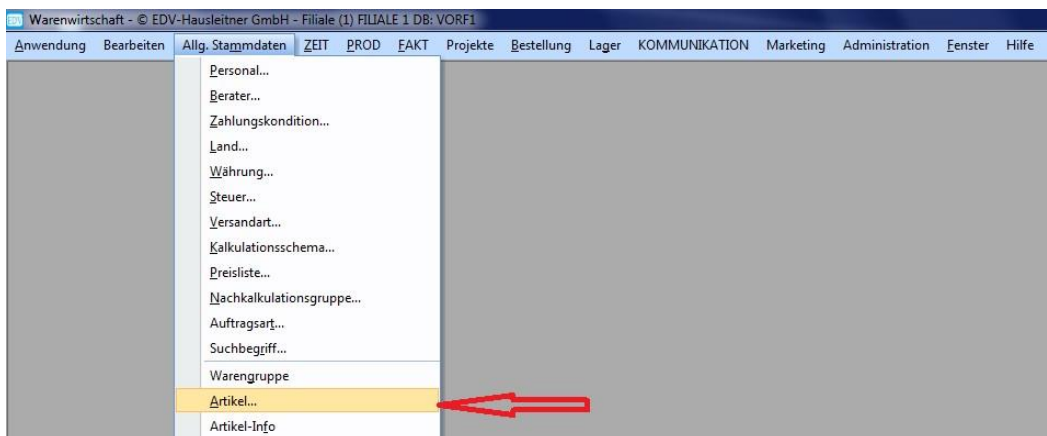 EDV Warenwirtschaft - © EDV-Hausleitner GmbH - Filiale (1) FILIALE 1 DB: VORF1
Anwendung Bearbeiten Allg. Stammdaten ZEIT PROD FAKT Projekte Bestellung Lager KOMMUNIKATION Marketing Administration Fenster Hilfe
Personal...
Berater...
Zahlungskondition...
Land...
Währung...
Steuer...
Versandart...
Kalkulationsschema...
Preisliste...
Nachkalkulationsgruppe...
Auftragsart...
Suchbegriff...
Warengruppe
Artikel...
Artikel-Info